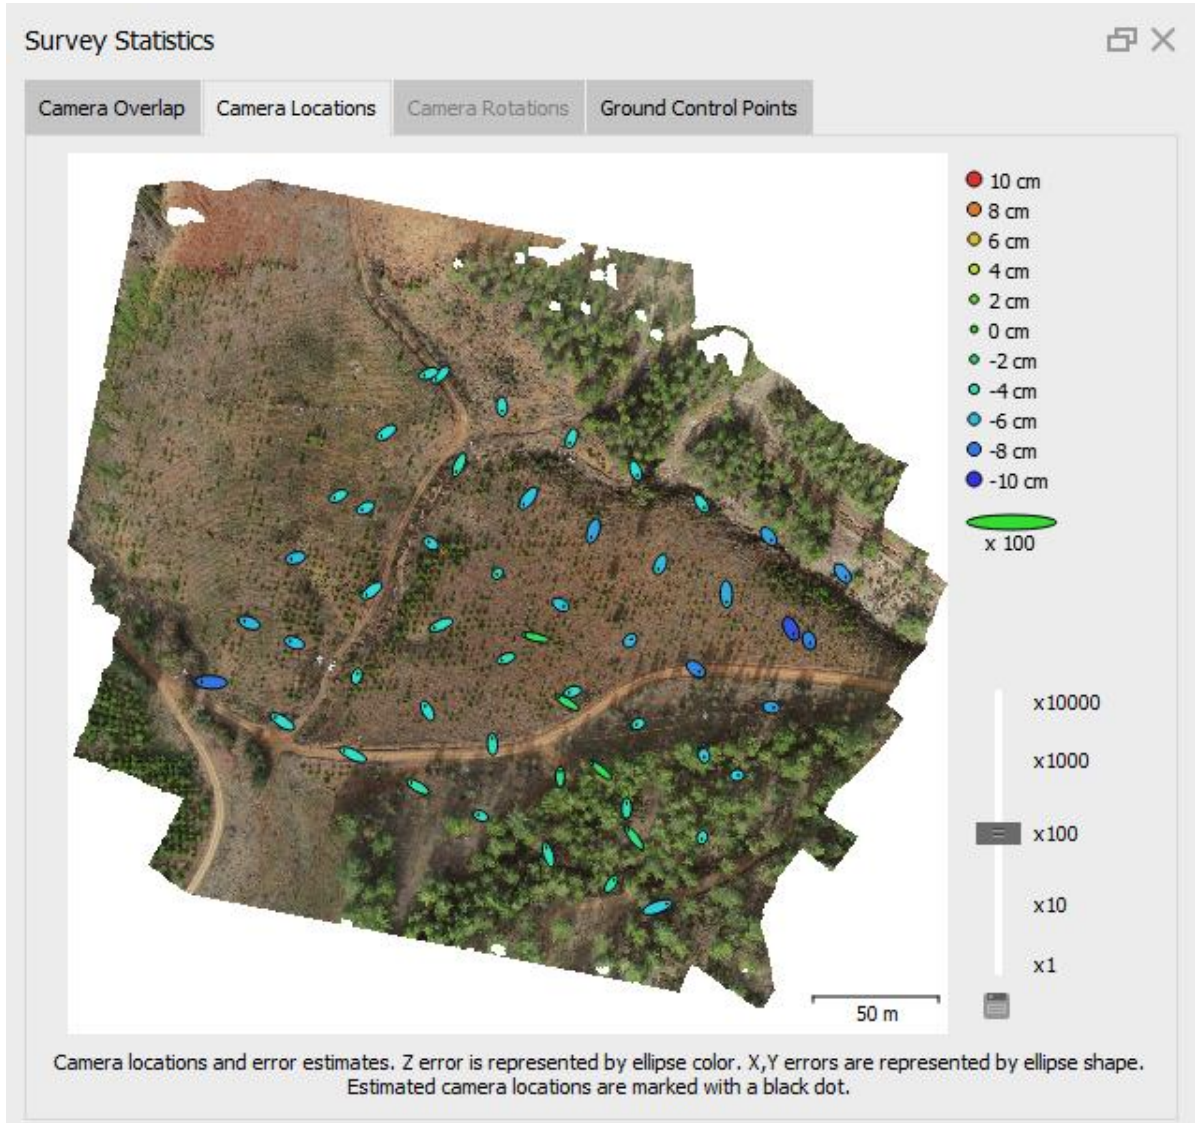 Survey Statistics
Camera Overlap
Camera Locations
Camera Rotations
Ground Control Points
10 cm
8 cm
6 cm
4 cm
2 cm
0 cm
-2 cm
-4 cm
-6 cm
-8 cm
-10 cm
x 100
x10000
x1000
x100
x10
x1
50 m
Camera locations and error estimates. Z error is represented by ellipse color. X,Y errors are represented by ellipse shape.
Estimated camera locations are marked with a black dot.